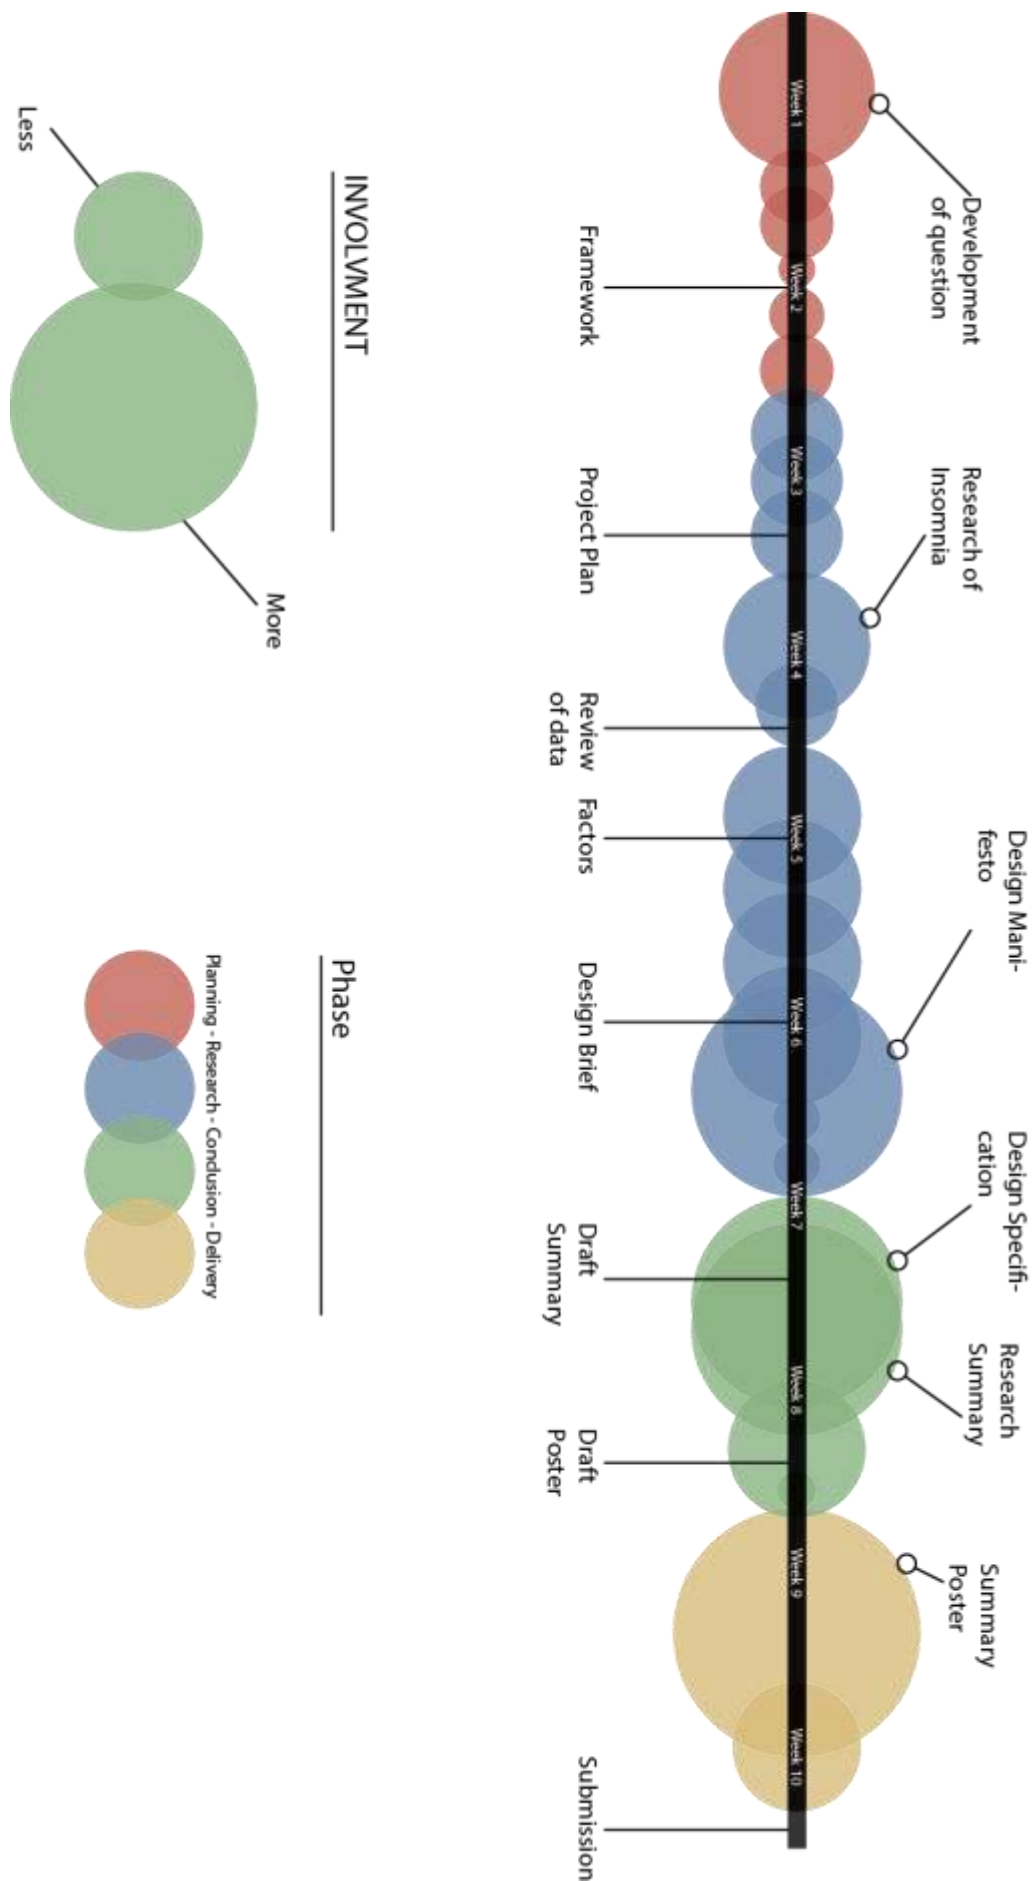 Development
of question
Research of
Insomnia
Design Mani-
festo
Design Specifi-
cation
Research
Summary
Summary
Poster
Week 1
Week 2
Week 3
Week 4
Week 5
Week 6
Week 7
Week 8
Week 9
Week 10
Framework
Project Plan
Review
of data
Factors
Design Brief
Draft
Summary
Draft
Poster
Submission
INVOLVMENT
Less
More
Phase
Planning - Research - Conclusion - Delivery